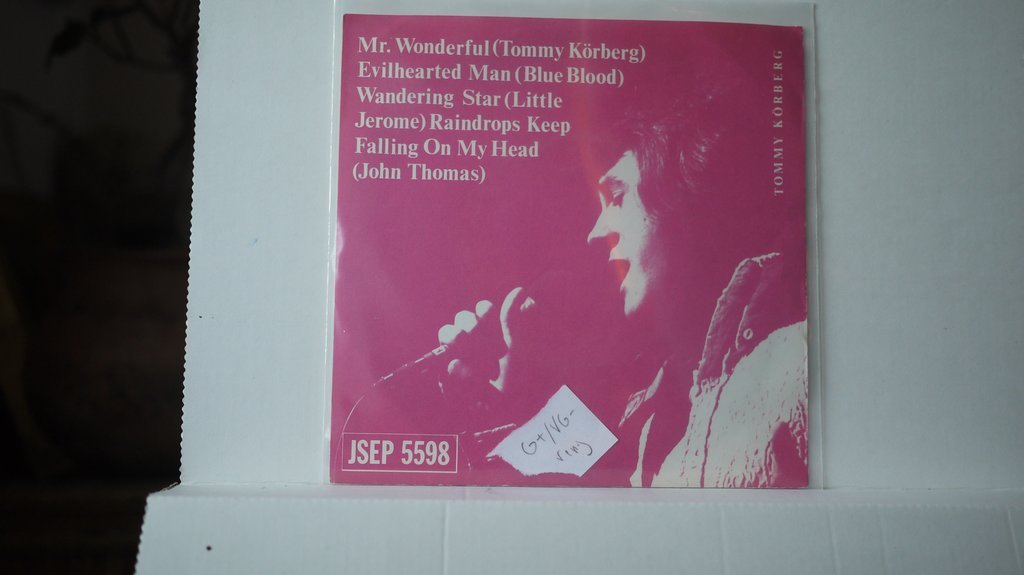 Mr. Wonderful (Tommy Körberg)
Evilhearted Man (Blue Blood)
Wandering Star (Little
Jerome) Raindrops Keep
Falling On My Head
(John Thomas)
TOMMY KÖRBERG
JSEP 5598
G+/VG-